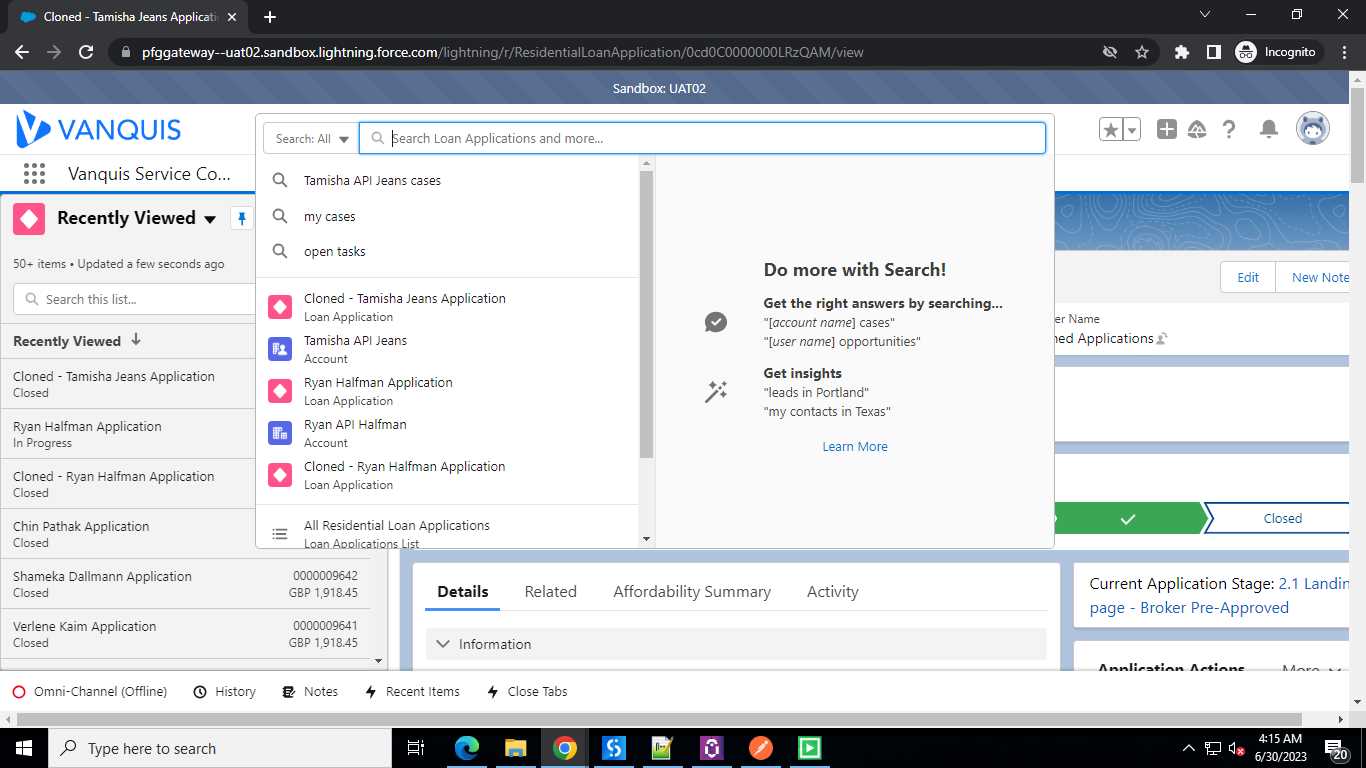 Cloned - Tamisha Jeans Applicati
pfggateway--uat02.sandbox.lightning.force.com/lightning/r/ResidentialLoanApplication/0cd0C0000000LRzQAM/view
Incognito
Sandbox: UAT02
VANQUIS
Search: All
Search Loan Applications and more...
Vanquis Service Co...
Tamisha API Jeans cases
my cases
open tasks
Cloned - Tamisha Jeans Application
Loan Application
Tamisha API Jeans
Account
Ryan Halfman Application
Loan Application
Ryan API Halfman
Account
Cloned - Ryan Halfman Application
Loan Application
All Residential Loan Applications
Loan Applications List
Do more with Search!
Get the right answers by searching...
"[account name] cases"
"[user name] opportunities"
Get insights
"leads in Portland"
"my contacts in Texas"
Learn More
Recently Viewed
50+ items • Updated a few seconds ago
Search this list...
Recently Viewed
Cloned - Tamisha Jeans Application
Closed
Ryan Halfman Application
In Progress
Cloned - Ryan Halfman Application
Closed
Chin Pathak Application
Closed
Shameka Dallmann Application 0000009642
Closed GBP 1,918.45
Verlene Kaim Application 0000009641
Closed GBP 1,918.45
Edit
New Note
er Name
ned Applications
Closed
Details
Related
Affordability Summary
Activity
Information
Current Application Stage: 2.1 Landin
page - Broker Pre-Approved
Application Actions
More
Omni-Channel (Offline)
History
Notes
Recent Items
Close Tabs
Type here to search
4:15 AM
6/30/2023
20